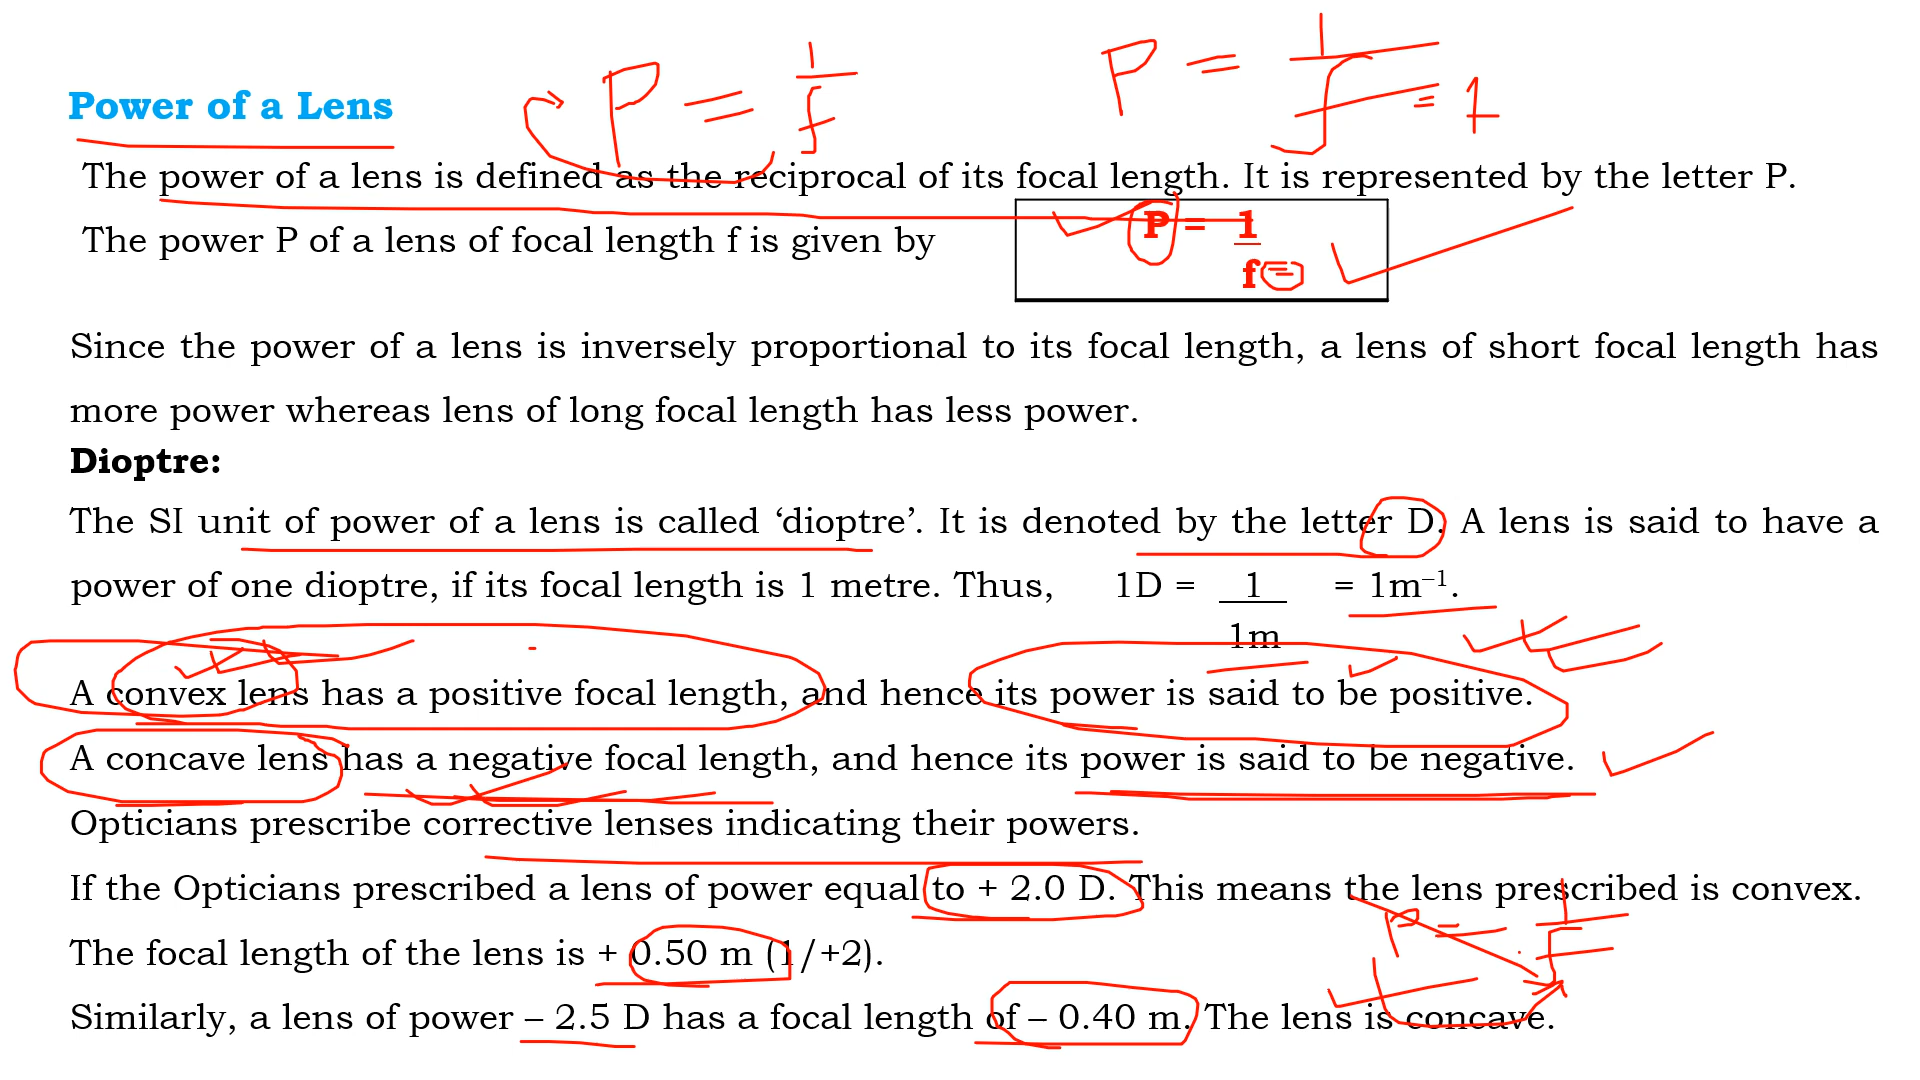 P = 1/f
P = 1/f = 1
Power of a Lens
The power of a lens is defined as the reciprocal of its focal length. It is represented by the letter P.
The power P of a lens of focal length f is given by P = 1/f
Since the power of a lens is inversely proportional to its focal length, a lens of short focal length has
more power whereas lens of long focal length has less power.
Dioptre:
The SI unit of power of a lens is called ‘dioptre’. It is denoted by the letter D. A lens is said to have a
power of one dioptre, if its focal length is 1 metre. Thus, 1D = 1/1m = 1m⁻¹.
A convex lens has a positive focal length, and hence its power is said to be positive.
A concave lens has a negative focal length, and hence its power is said to be negative.
Opticians prescribe corrective lenses indicating their powers.
If the Opticians prescribed a lens of power equal to + 2.0 D. This means the lens prescribed is convex.
P = 1/F
The focal length of the lens is + 0.50 m (1/+2).
Similarly, a lens of power – 2.5 D has a focal length of – 0.40 m. The lens is concave.